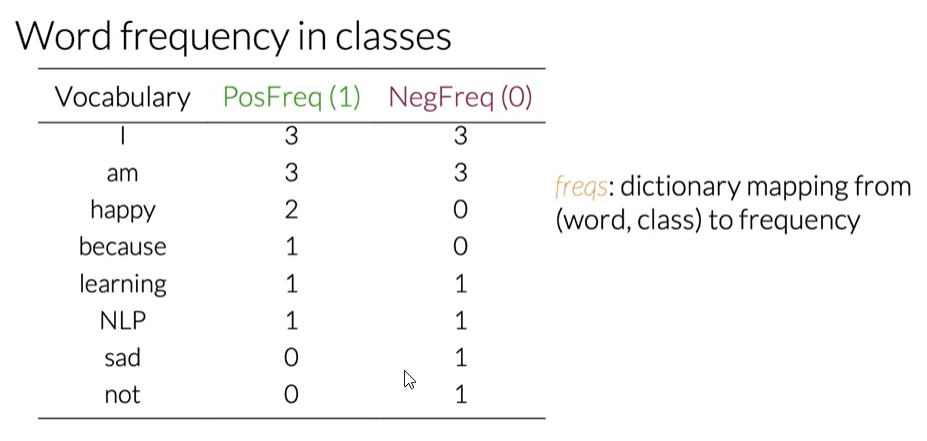 Word frequency in classes
Vocabulary PosFreq (1) NegFreq (0)
I 3 3
am 3 3
happy 2 0
because 1 0
learning 1 1
NLP 1 1
sad 0 1
not 0 1
freqs: dictionary mapping from
(word, class) to frequency